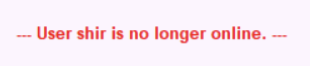 --- User shir is no longer online. ---